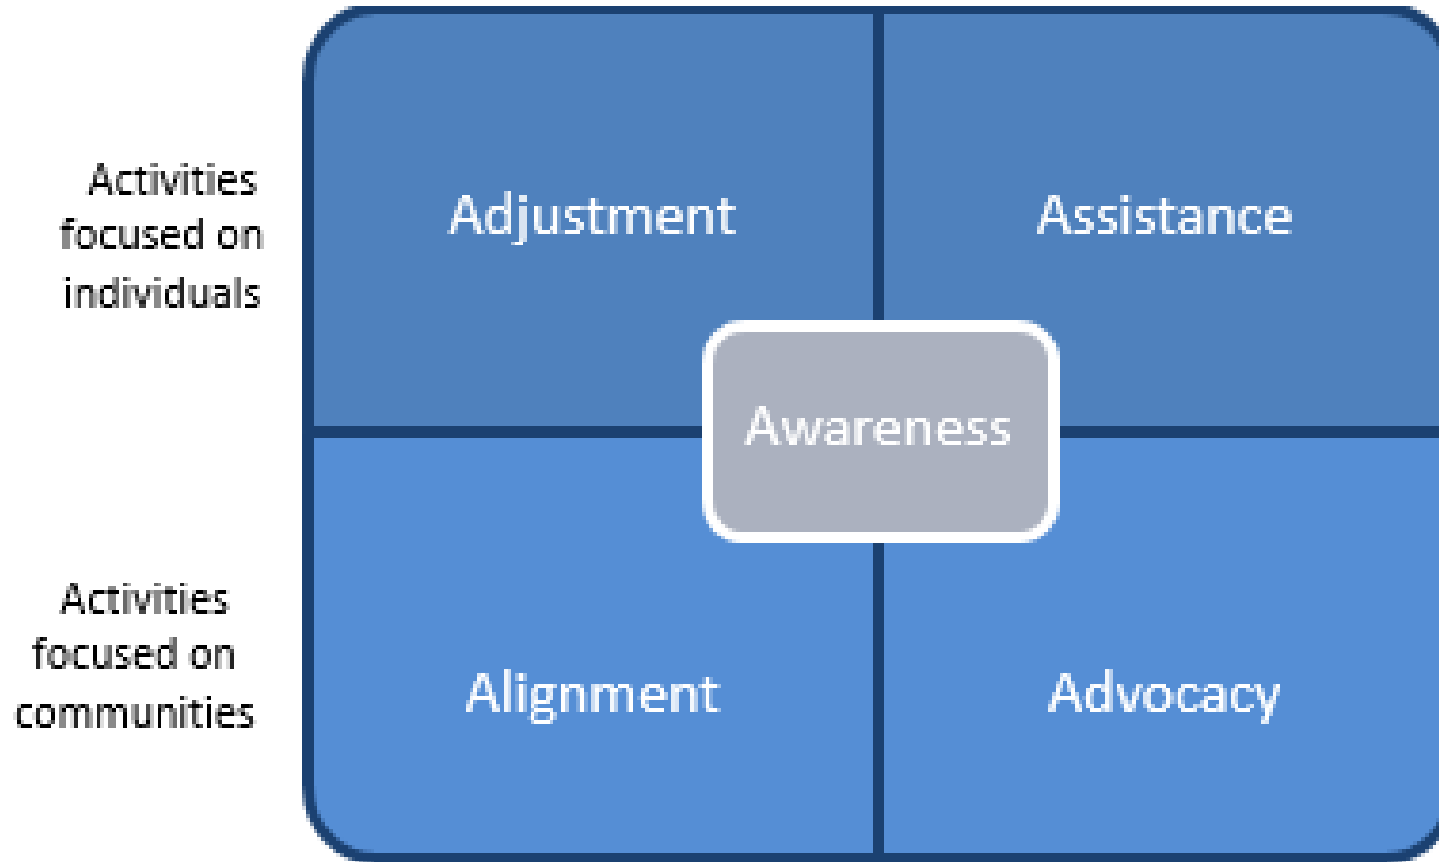 Activities
focused on
individuals
Adjustment
Assistance
Awareness
Activities
focused on
communities
Alignment
Advocacy